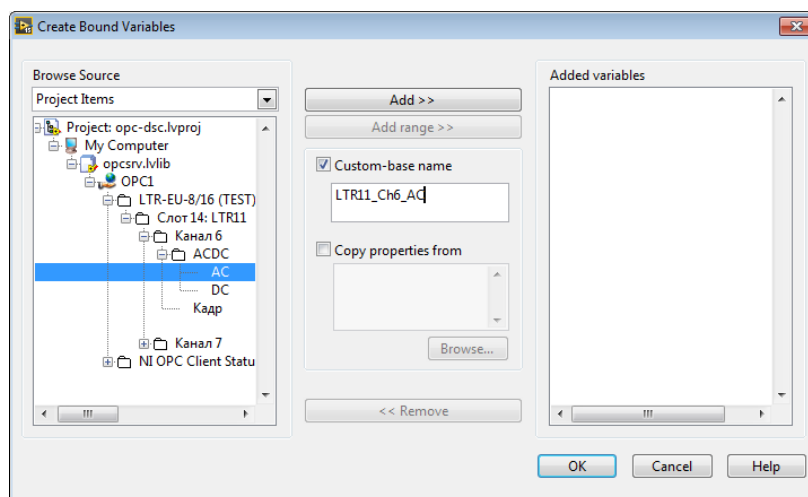 Create Bound Variables
Browse Source
Project Items
Project: opc-dsc.lvproj
My Computer
opcsrv.lvlib
OPC1
LTR-EU-8/16 (TEST)
Слот 14: LTR11
Канал 6
ACDC
AC
DC
Кадр
Канал 7
NI OPC Client Statu
Add >>
Add range >>
Custom-base name
LTR11_Ch6_AC
Copy properties from
Browse...
<< Remove
Added variables
OK
Cancel
Help